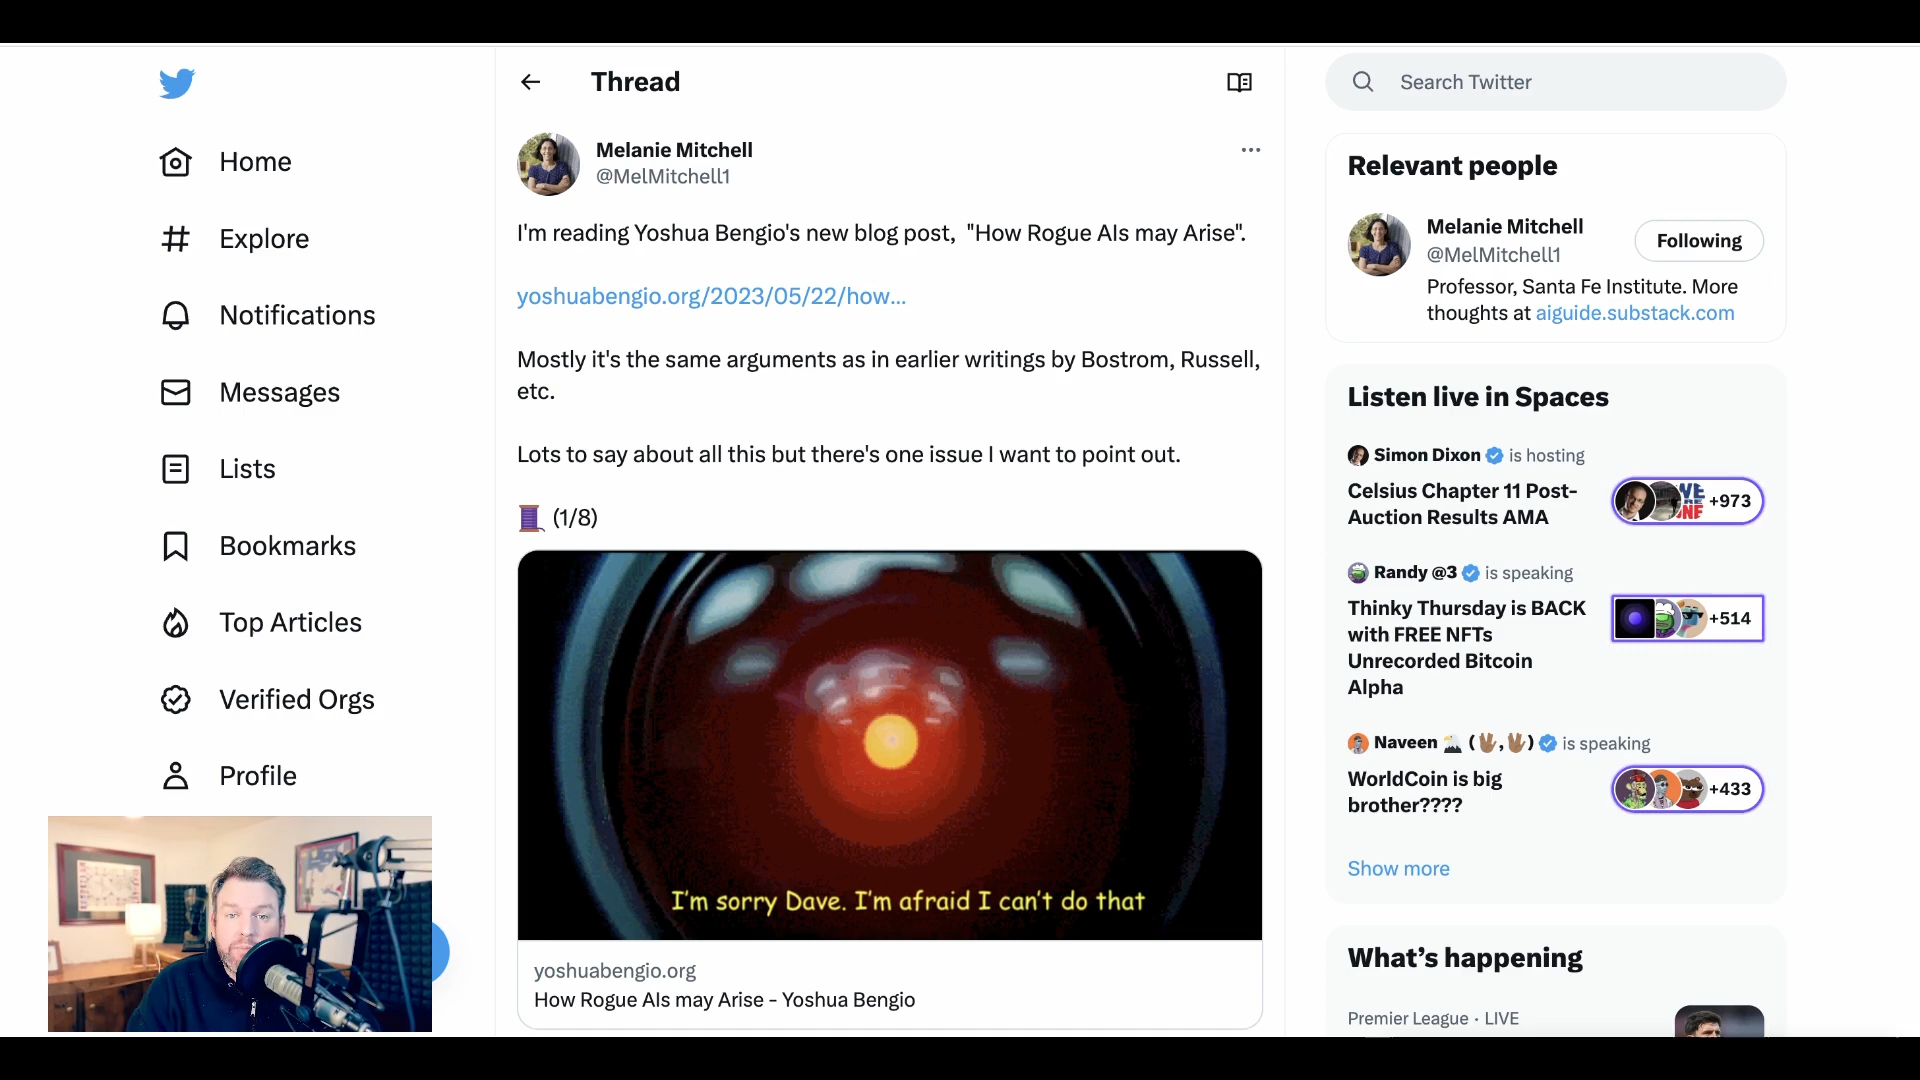 Home
Explore
Notifications
Messages
Lists
Bookmarks
Top Articles
Verified Orgs
Profile
Thread
Melanie Mitchell
@MelMitchell1
I'm reading Yoshua Bengio's new blog post, "How Rogue AIs may Arise".
yoshuabengio.org/2023/05/22/how...
Mostly it's the same arguments as in earlier writings by Bostrom, Russell,
etc.
Lots to say about all this but there's one issue I want to point out.
🧵 (1/8)
I'm sorry Dave. I'm afraid I can't do that
yoshuabengio.org
How Rogue AIs may Arise - Yoshua Bengio
Search Twitter
Relevant people
Melanie Mitchell
@MelMitchell1
Following
Professor, Santa Fe Institute. More
thoughts at aiguide.substack.com
Listen live in Spaces
Simon Dixon is hosting
Celsius Chapter 11 Post-
Auction Results AMA
+973
Randy @3 is speaking
Thinky Thursday is BACK
with FREE NFTs
Unrecorded Bitcoin
Alpha
+514
Naveen 🏔️ (🖖🏾,🖖🏾) is speaking
WorldCoin is big
brother????
+433
Show more
What's happening
Premier League · LIVE